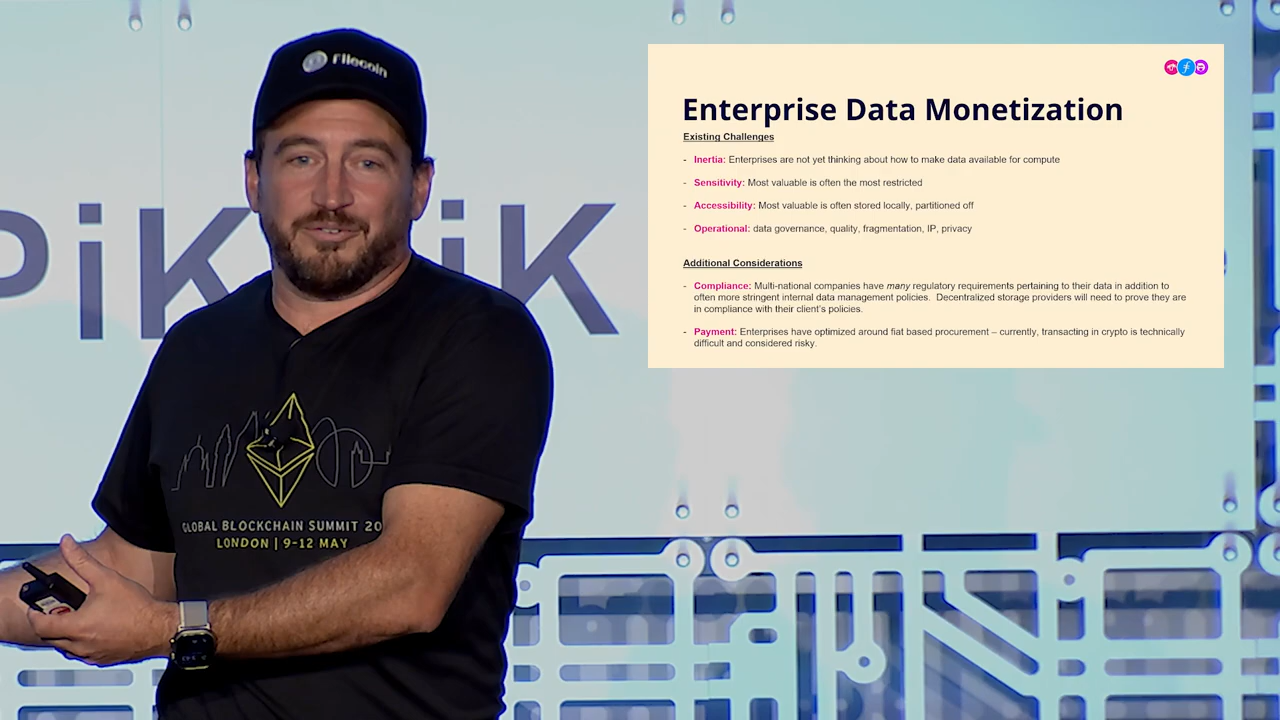 Filecoin
PiK
iK
GLOBAL BLOCKCHAIN SUMMIT 20
LONDON | 9-12 MAY
Enterprise Data Monetization
Existing Challenges
- Inertia: Enterprises are not yet thinking about how to make data available for compute
- Sensitivity: Most valuable is often the most restricted
- Accessibility: Most valuable is often stored locally, partitioned off
- Operational: data governance, quality, fragmentation, IP, privacy
Additional Considerations
- Compliance: Multi-national companies have many regulatory requirements pertaining to their data in addition to
often more stringent internal data management policies. Decentralized storage providers will need to prove they are
in compliance with their client's policies.
- Payment: Enterprises have optimized around fiat based procurement – currently, transacting in crypto is technically
difficult and considered risky.